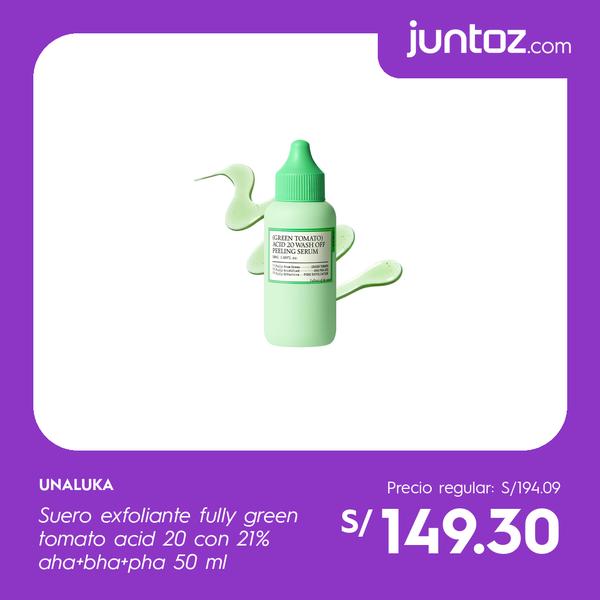 juntoz.com
(GREEN TOMATO)
ACID 20 WASH OFF
PEELING SERUM
UNALUKA
Precio regular: S/194.09
Suero exfoliante fully green
tomato acid 20 con 21%
aha+bha+pha 50 ml
S/149.30